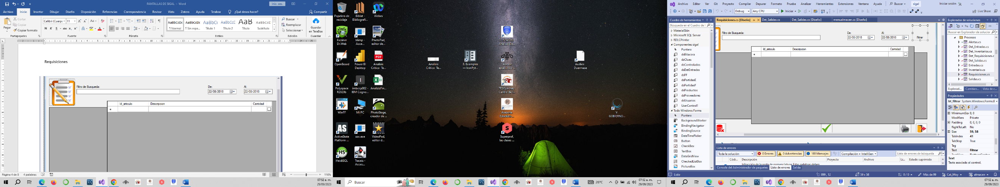 PANTALLAS DE SIGAL - Word
Inic. ses.
Archivo Inicio Insertar Dibujar Diseño Disposición Referencias Correspondencia Revisar Vista Zotero Ayuda Terabox ¿Qué desea hacer? Compartir
Pegar
Cortar
Copiar
Copiar formato
Portapapeles
Calibri (Cuerpo 11
Fuente
Párrafo
AaBbCcDc AaBbCcDc AaBbCc AaBbCcC AaB AaBbCcC
¶ Normal ¶ Sin espa... Título 1 Título 2 Título Subtítulo
Estilos
Buscar
Reemplazar
Seleccionar
Edición
Guardar
en TeraBox
Guardar
Requisiciones
Filtro de Busqueda:
De: Al:
22/08/2018 22/08/2018
Id_articulo Descripcion Cantidad
Página 4 de 8 4 palabras 116%
07:52 a. m.
29/09/2023
Papelera de
reciclaje
Biblat -
Bibliografí...
Webex
Escáner
Dr.Web
blimp -
Acce...
PhotoPad,
editor de...
OpenBoard
Power BI
Desktop
Analisis
Critico Te...
Polyspace
R2020b
imbccp002 -
IBM Cogno...
AnalizisFin...
WinFF
Mi PC
PhotoStage,
creador de...
ActiveState
Platform ...
sox.exe
VideoPad,
editor d...
HeidiSQL
Traceis -
Acces...
Analisis
Critico Te...
8. Examples
— IronPyt...
CONTACTO -
Analisis Da...
Asesor
estadistico ...
TESISyachay
Centro de I...
Asesoria
Estadistic...
Superprof,
las clases ...
Audios
Duermase
V.
GOBIERNO...
Buscar
26°C
07:52 a. m.
29/09/2023
Archivo Editar Ver Git Proyecto Compilar Depurar Formato Prueba Analizar Herramientas Extensiones Ventana Ayuda Buscar sigal Iniciar sesión
Debug Any CPU Iniciar Live Share
Cuadro de herramientas
Búsqueda en el Cuadro de l
MaterialSkin
Microsoft SQL Server
RDLCPrinter
Componentes sigal
Puntero
dsBitacora
dsClues
dsControlados
dsDetEntradas
dsFF
dsPartidasE
dsPartidasF
dsProductos
dsProveedores
dsUsuarios
UserControl1
Todo Windows Forms
Puntero
BackgroundWorker
BindingNavigator
BindingSource
DateTimePicker
Button
CheckBox
TextBox
DataGridView
CheckedListBox
PictureBox
Requisiciones.cs [Diseño] Det_Salidas.cs Det_Salidas.cs [Diseño] menualmacen.cs [Diseño]
Filtro de Busqueda:
De: Al:
22/08/2018 22/08/2018 Filtrar
Id_articulo Descripcion Cantidad
Lista de errores
Toda la solución 0 Errores 0 Advertencias 169 Mensajes Compilación + IntelliSen Lista de errores de búsqueda
Códi... Descripción Proyecto Archivo Lí... Estado suprimido
Infracción de la regla de nomenclatura: Estas palabras deben
Consola del Administrador de paquetes Lista de errores Salida
Explorador de soluciones
Buscar en Explorador de solucion
Procesos
Alertas.cs
Det_Entradas.cs
Det_Inventarios.cs
Det_Requisiciones.c
Det_Salidas.cs
Entradas.cs
Inventario.cs
Requisiciones.cs
Salidas.cs
Explorad... Cambios... Vista de c...
Propiedades
bt_filtrar System.Windows.Forms.B
MinimumSiz 0, 0
Modifiers Private
Padding 0, 0, 0, 0
RightToLeft No
Size 59, 58
TabIndex 41
TabStop True
Tag
Text Filtrar
Text
Texto asociado al control.
Listo 899 , 12 59 x 58 0 / 0 Más de 99 Cat_Moy almacen
07:52 a. m.
29/09/2023